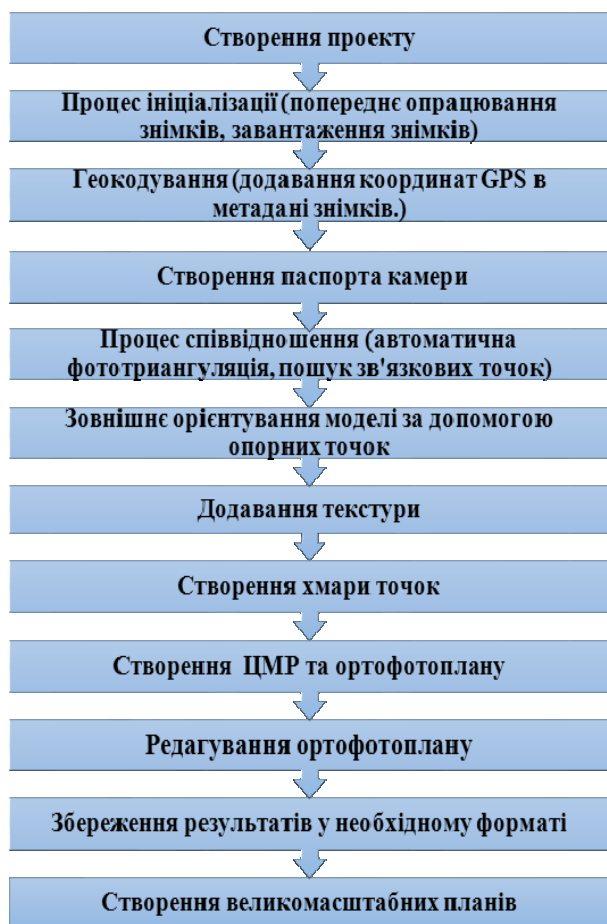 Створення проекту
Процес ініціалізації (попереднє опрацювання
знімків, завантаження знімків)
Геокодування (додавання координат GPS в
метадані знімків.)
Створення паспорта камери
Процес співвідношення (автоматична
фототриангуляція, пошук зв'язкових точок)
Зовнішнє орієнтування моделі за допомогою
опорних точок
Додавання текстури
Створення хмари точок
Створення ЦМР та ортофотоплану
Редагування ортофотоплану
Збереження результатів у необхідному форматі
Створення великомасштабних планів